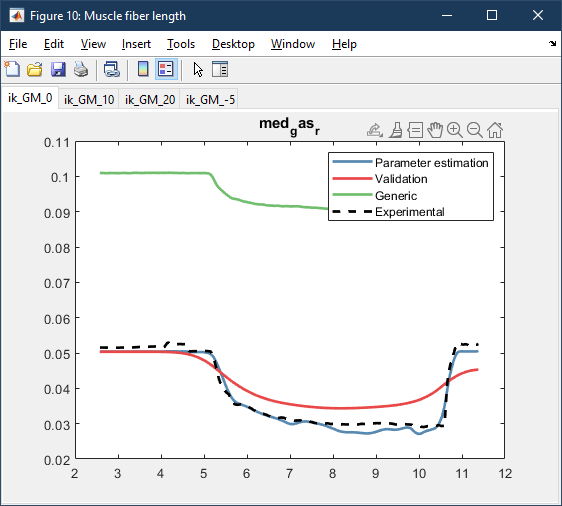 Figure 10: Muscle fiber length
File Edit View Insert Tools Desktop Window Help
ik_GM_0 ik_GM_10 ik_GM_20 ik_GM_-5
med_gas_r
0.11
0.1
0.09
0.08
0.07
0.06
0.05
0.04
0.03
0.02
Parameter estimation
Validation
Generic
Experimental
2 3 4 5 6 7 8 9 10 11 12